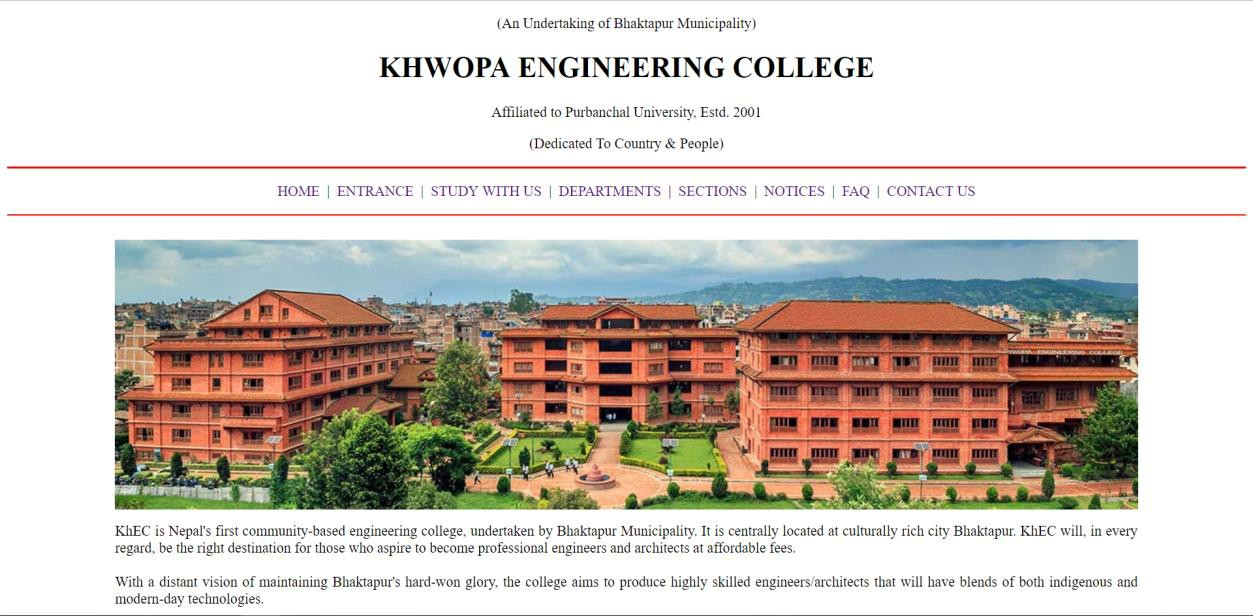 (An Undertaking of Bhaktapur Municipality)
KHWOPA ENGINEERING COLLEGE
Affiliated to Purbanchal University, Estd. 2001
(Dedicated To Country & People)
HOME | ENTRANCE | STUDY WITH US | DEPARTMENTS | SECTIONS | NOTICES | FAQ | CONTACT US
KHWOPA ENGINEERING COLLEGE
KhEC is Nepal's first community-based engineering college, undertaken by Bhaktapur Municipality. It is centrally located at culturally rich city Bhaktapur. KhEC will, in every
regard, be the right destination for those who aspire to become professional engineers and architects at affordable fees.
With a distant vision of maintaining Bhaktapur's hard-won glory, the college aims to produce highly skilled engineers/architects that will have blends of both indigenous and
modern-day technologies.